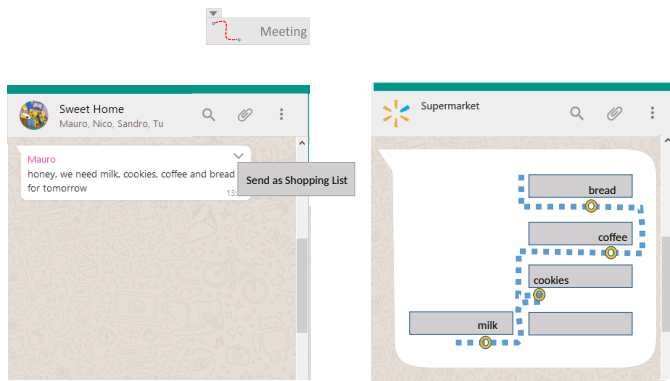 Meeting
Sweet Home
Mauro, Nico, Sandro, Tu
Mauro
honey, we need milk, cookies, coffee and bread
for tomorrow
Send as Shopping List
Supermarket
bread
coffee
cookies
milk